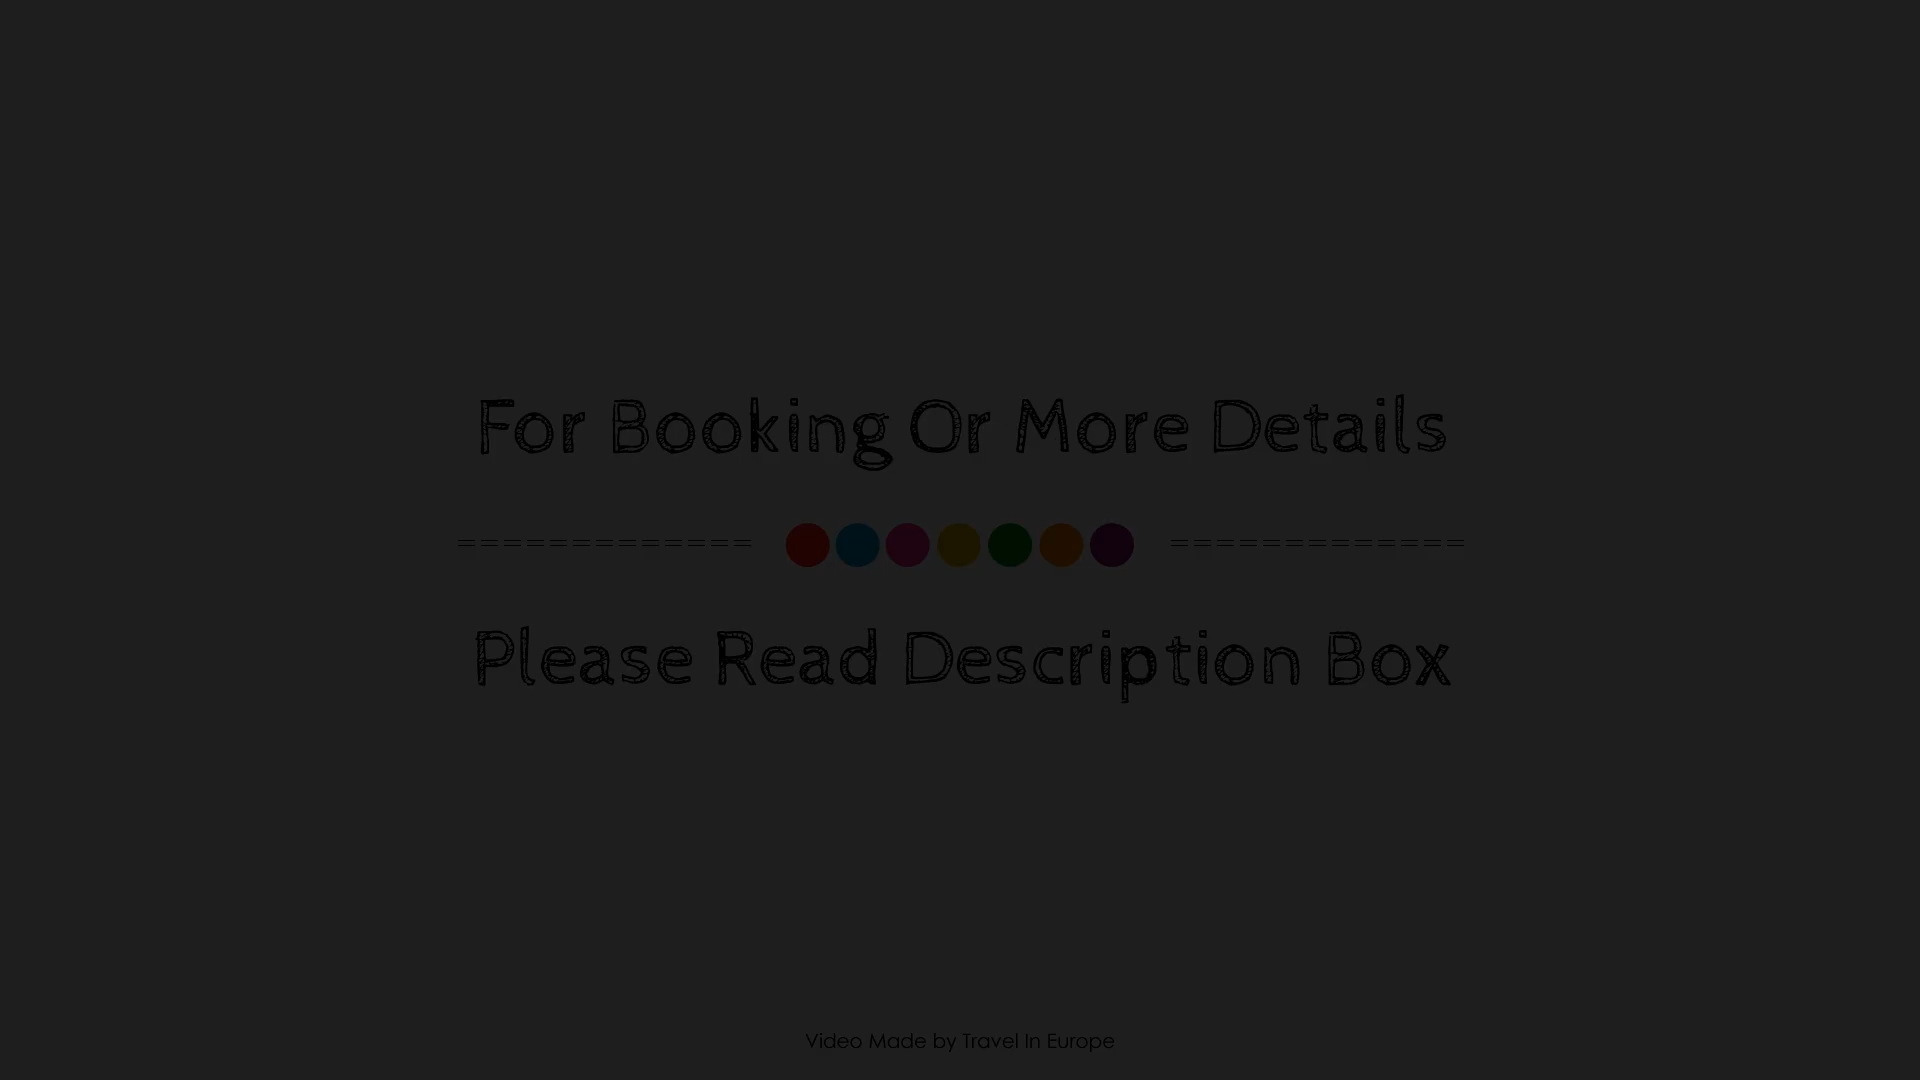 For Booking Or More Details
============= =============
Please Read Description Box
Video Made by Travel In Europe